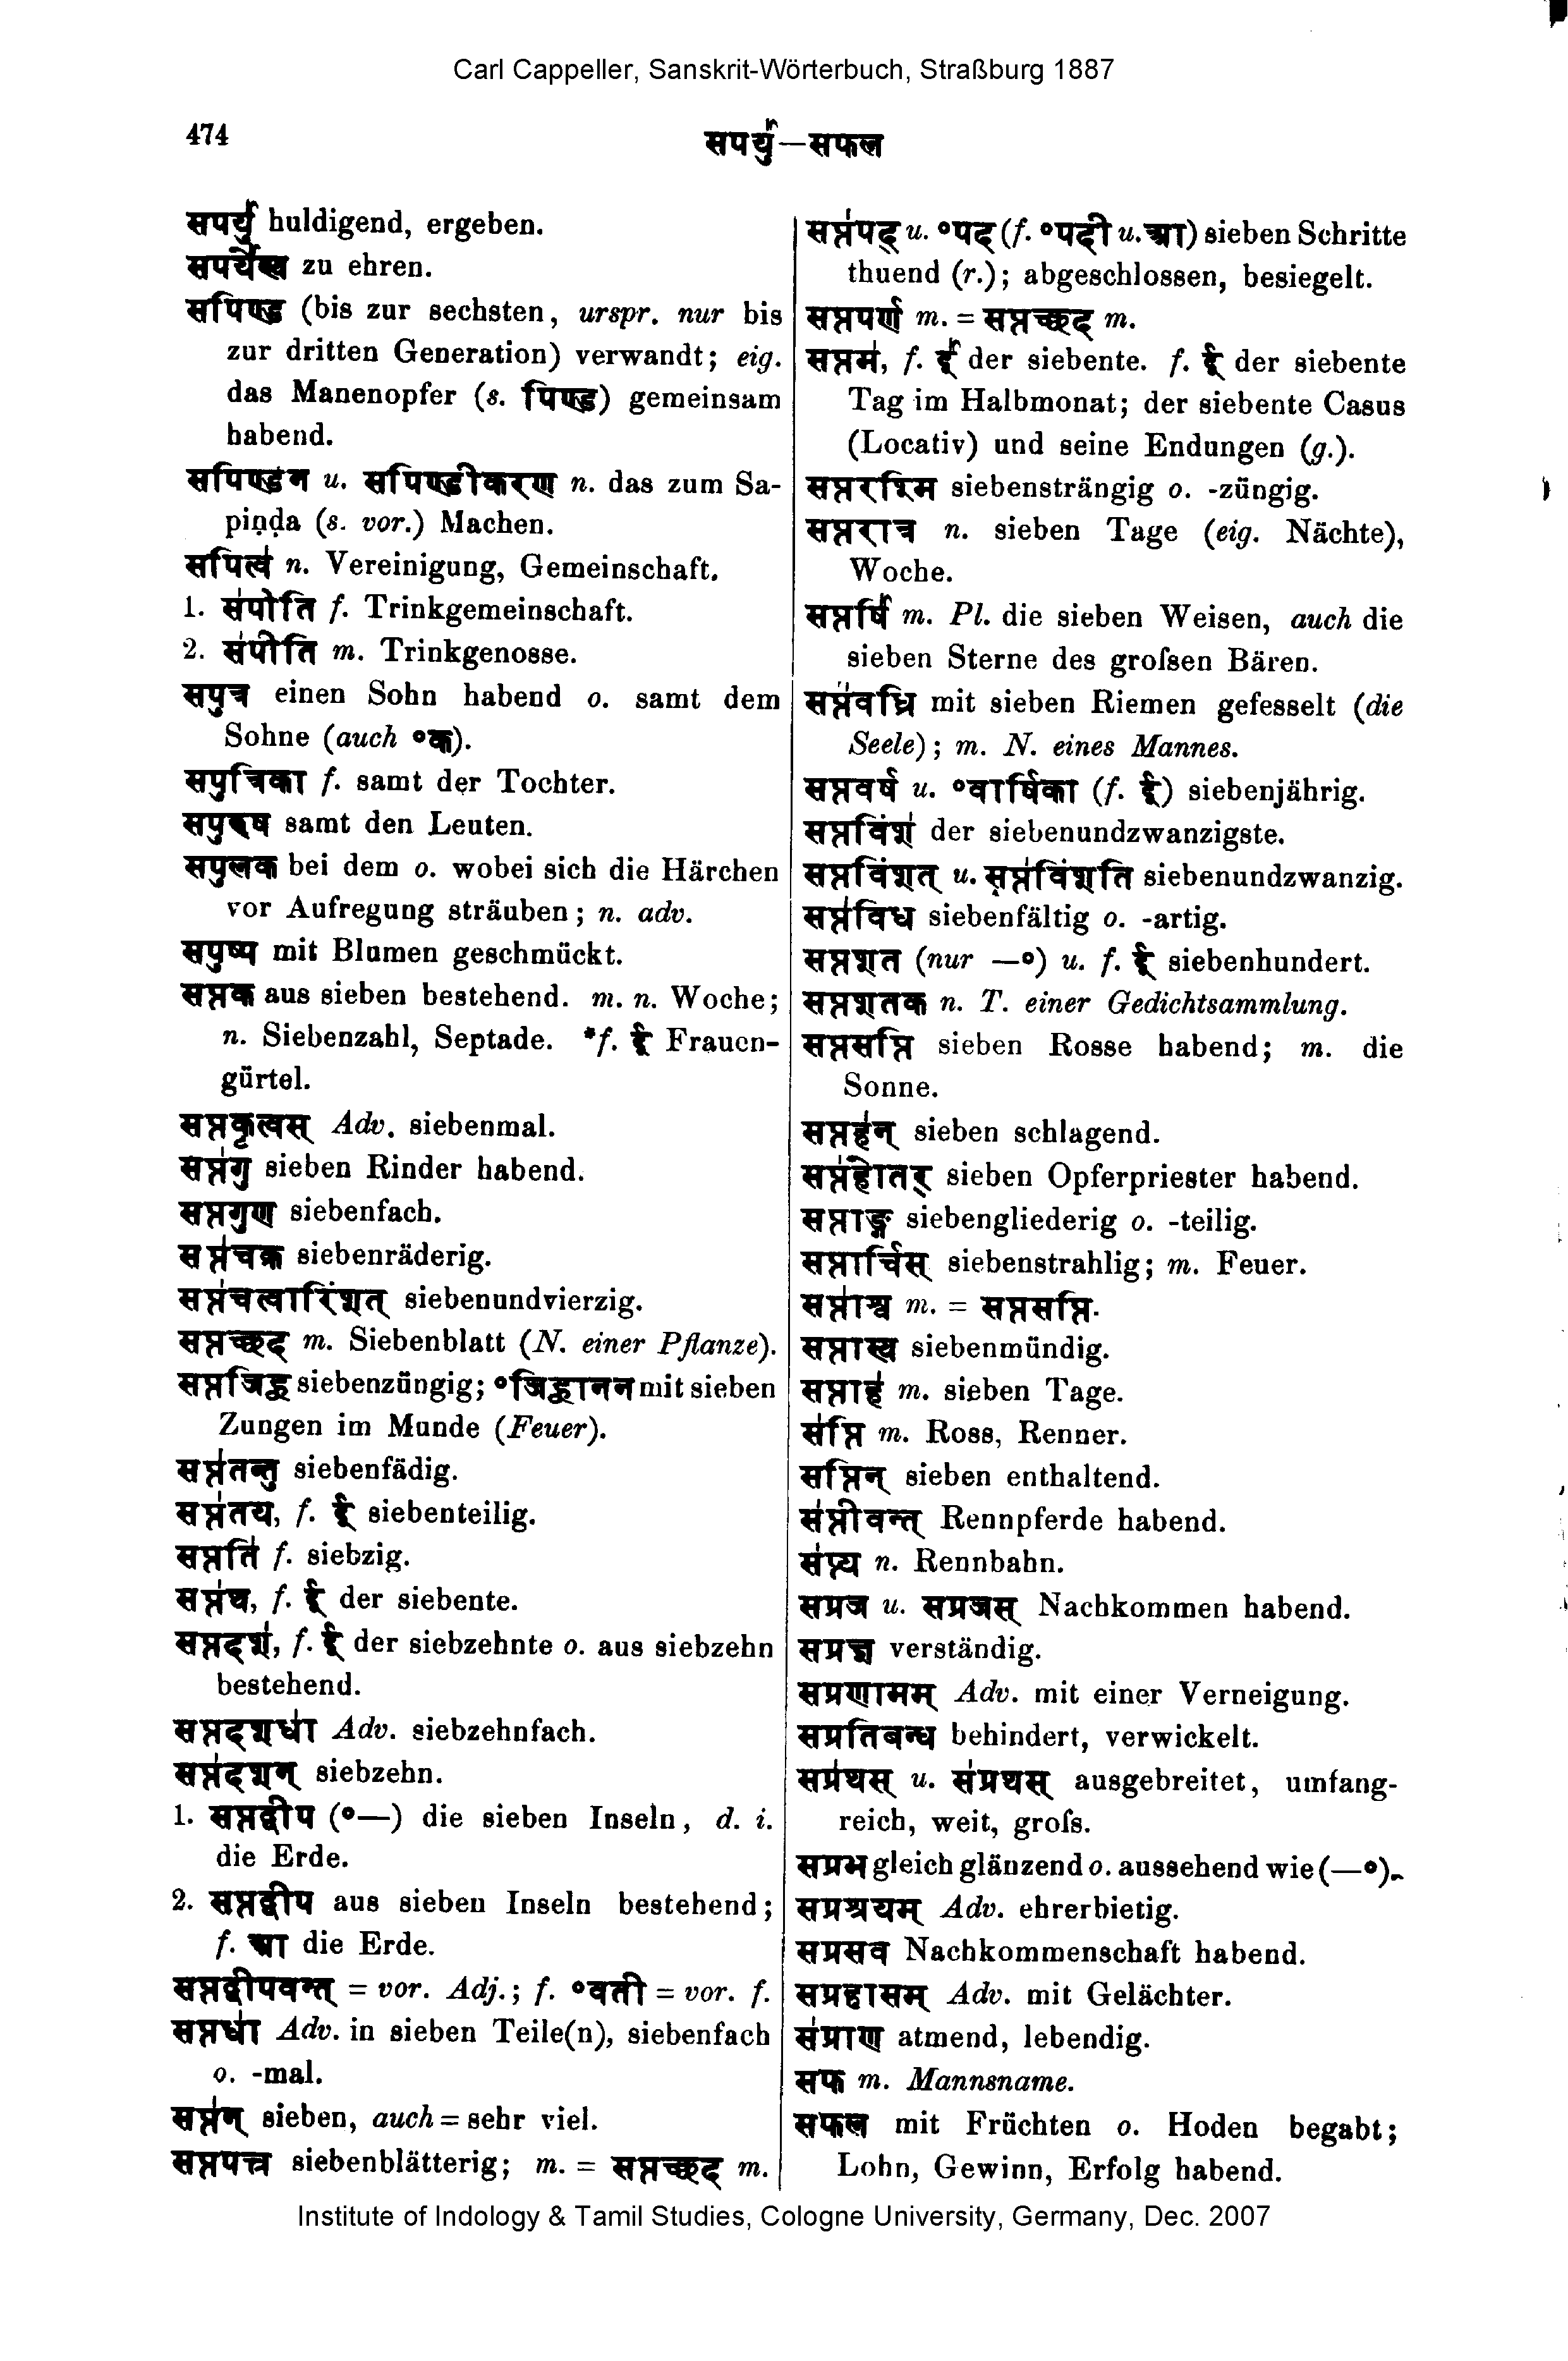 Carl Cappeller, Sanskrit-Wörterbuch, Straßburg 1887
474
सपर्यु—सफल
सपर्यु huldigend, ergeben.
सपर्येण्य zu ehren.
सपिण्ड (bis zur sechsten, urspr. nur bis
zur dritten Generation) verwandt; eig.
das Manenopfer (s. पिण्ड) gemeinsam
habend.
सपिण्डन u. सपिण्डीकरण n. das zum Sa-
piṇḍa (s. vor.) Machen.
सपित्व n. Vereinigung, Gemeinschaft.
1. सपीति f. Trinkgemeinschaft.
2. सपीति m. Trinkgenosse.
सपुत्र einen Sohn habend o. samt dem
Sohne (auch °क).
सपुत्रिका f. samt der Tochter.
सपुरुष samt den Leuten.
सपुलक bei dem o. wobei sich die Härchen
vor Aufregung sträuben; n. adv.
सपुष्प mit Blumen geschmückt.
सप्तक aus sieben bestehend. m. n. Woche;
n. Siebenzahl, Septade. *f. ई Frauen-
gürtel.
सप्तकृत्वस् Adv. siebenmal.
सप्तगु sieben Rinder habend.
सप्तगुण siebenfach.
सप्तचक्र siebenräderig.
सप्तचत्वारिंशत् siebenundvierzig.
सप्तच्छद m. Siebenblatt (N. einer Pflanze).
सप्तजिह्व siebenzüngig; °जिह्वानन mit sieben
Zungen im Munde (Feuer).
सप्ततन्तु siebenfädig.
सप्ततय, f. ई siebenteilig.
सप्तति f. siebzig.
सप्तथ, f. ई der siebente.
सप्तदश, f. ई der siebzehnte o. aus siebzehn
bestehend.
सप्तदशधा Adv. siebzehnfach.
सप्तदशन् siebzehn.
1. सप्तद्वीप (°—) die sieben Inseln, d. i.
die Erde.
2. सप्तद्वीप aus sieben Inseln bestehend;
f. आ die Erde.
सप्तद्वीपवन्त् = vor. Adj.; f. °वती = vor. f.
सप्तधा Adv. in sieben Teile(n), siebenfach
o. -mal.
सप्तन् sieben, auch = sehr viel.
सप्तपत्त्र siebenblätterig; m. = सप्तच्छद m.
सप्तपद् u. °पद (f. °पदी u. आ) sieben Schritte
thuend (r.); abgeschlossen, besiegelt.
सप्तपर्ण m. = सप्तच्छद m.
सप्तम, f. ई der siebente. f. ई der siebente
Tag im Halbmonat; der siebente Casus
(Locativ) und seine Endungen (g.).
सप्तरश्मि siebensträngig o. -züngig.
सप्तरात्र n. sieben Tage (eig. Nächte),
Woche.
सप्तर्षि m. Pl. die sieben Weisen, auch die
sieben Sterne des groſsen Bären.
सप्तवध्रि mit sieben Riemen gefesselt (die
Seele); m. N. eines Mannes.
सप्तवर्ष u. °वार्षिका (f. ई) siebenjährig.
सप्तविंश der siebenundzwanzigste.
सप्तविंशत् u. सप्तविंशति siebenundzwanzig.
सप्तविध siebenfältig o. -artig.
सप्तशत (nur —°) u. f. ई siebenhundert.
सप्तशतक n. T. einer Gedichtsammlung.
सप्तसप्ति sieben Rosse habend; m. die
Sonne.
सप्तहन् sieben schlagend.
सप्तहोतर् sieben Opferpriester habend.
सप्ताङ्ग siebengliederig o. -teilig.
सप्तार्चिस् siebenstrahlig; m. Feuer.
सप्ताश्व m. = सप्तसप्ति.
सप्तास्य siebenmündig.
सप्ताह m. sieben Tage.
सप्ति m. Ross, Renner.
सप्तिन् sieben enthaltend.
सप्तीवन्त् Rennpferde habend.
सप्त्य n. Rennbahn.
सप्रज u. सप्रजस् Nachkommen habend.
सप्रज्ञ verständig.
सप्रणामम् Adv. mit einer Verneigung.
सप्रतिबन्ध behindert, verwickelt.
सप्रथस् u. सप्रथस् ausgebreitet, umfang-
reich, weit, groſs.
सप्रभ gleich glänzend o. aussehend wie (—°).
सप्रश्रयम् Adv. ehrerbietig.
सप्रसव Nachkommenschaft habend.
सप्रहासम् Adv. mit Gelächter.
सप्राण atmend, lebendig.
सफ m. Mannsname.
सफल mit Früchten o. Hoden begabt;
Lohn, Gewinn, Erfolg habend.
Institute of Indology & Tamil Studies, Cologne University, Germany, Dec. 2007